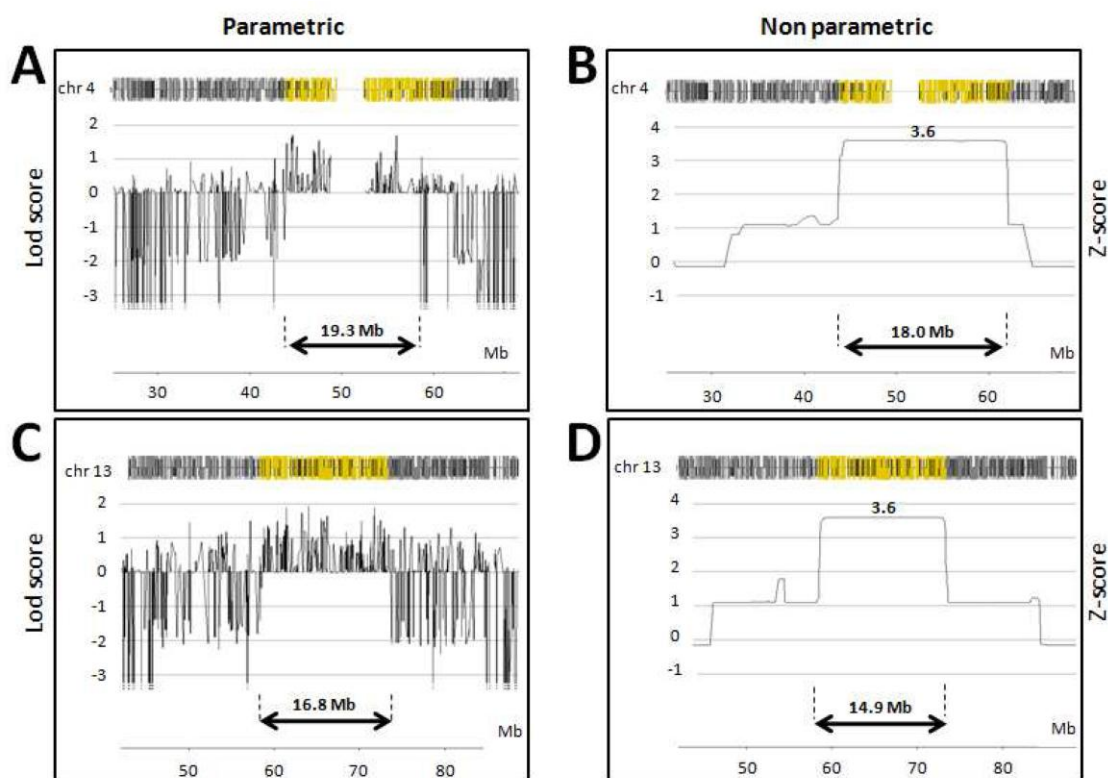 Parametric
Non parametric
A
chr 4
2
1
0
-1
-2
-3
Lod score
19.3 Mb
Mb
30
40
50
60
B
chr 4
4
3
2
1
0
-1
3.6
Z-score
18.0 Mb
Mb
30
40
50
60
C
chr 13
2
1
0
-1
-2
-3
Lod score
16.8 Mb
Mb
50
60
70
80
D
chr 13
4
3
2
1
0
-1
3.6
Z-score
14.9 Mb
Mb
50
60
70
80